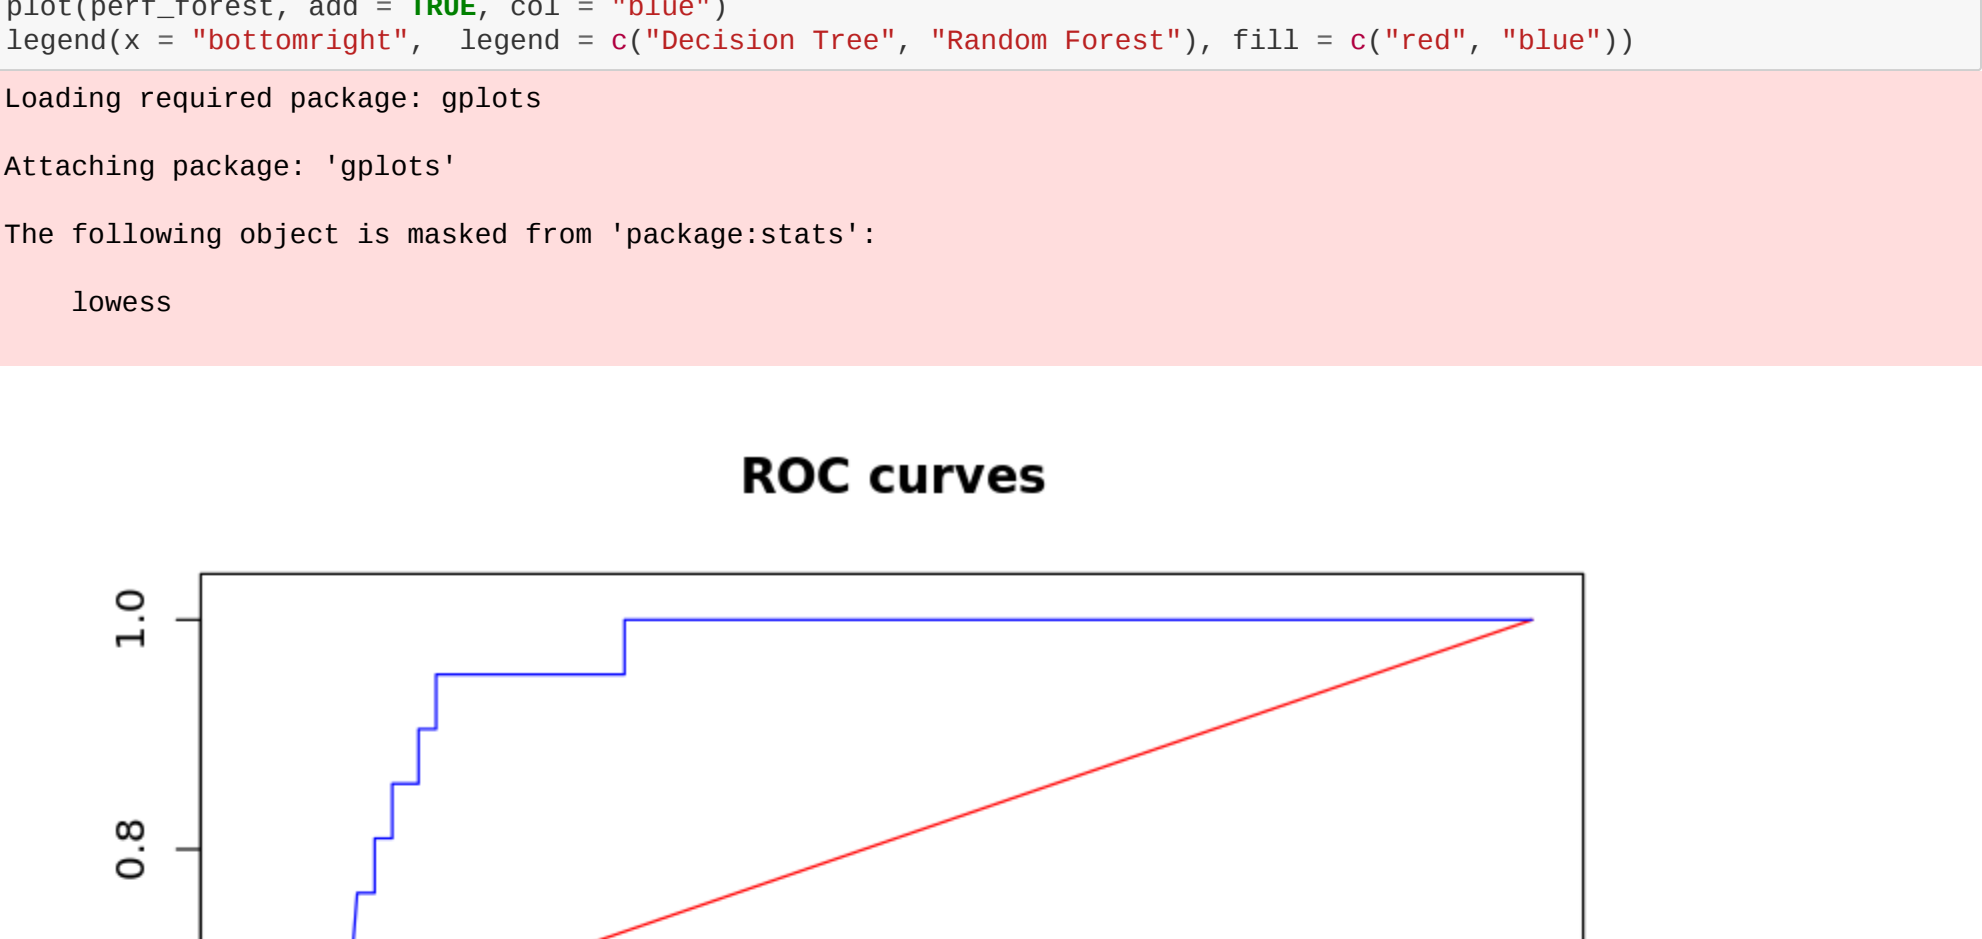 plot(perf_forest, add = TRUE, col = "blue")
legend(x = "bottomright",  legend = c("Decision Tree", "Random Forest"), fill = c("red", "blue"))
Loading required package: gplots
Attaching package: 'gplots'
The following object is masked from 'package:stats':
    lowess
ROC curves
1.0
0.8